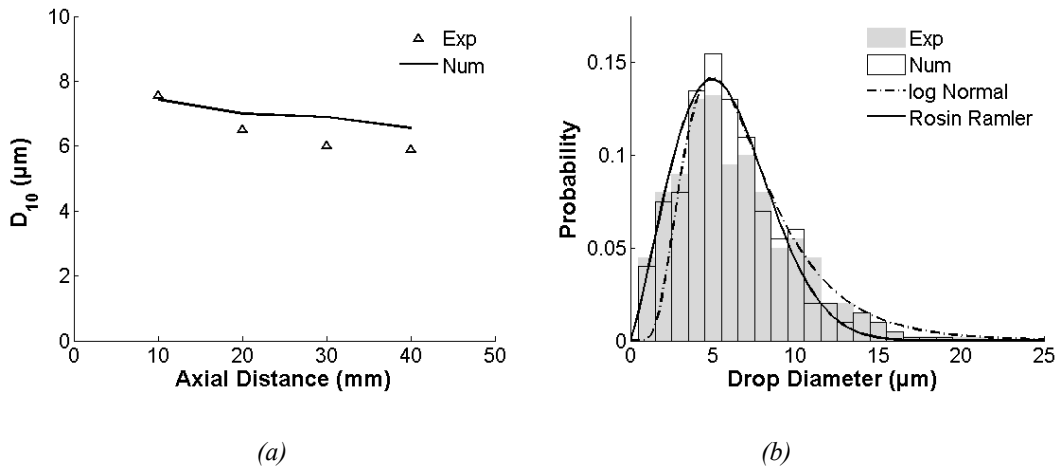 10
8
6
4
2
0
0
10
20
30
40
50
D10 (µm)
Axial Distance (mm)
Exp
Num
(a)
0.15
0.1
0.05
0
0
5
10
15
20
25
Probability
Drop Diameter (µm)
Exp
Num
log Normal
Rosin Ramler
(b)